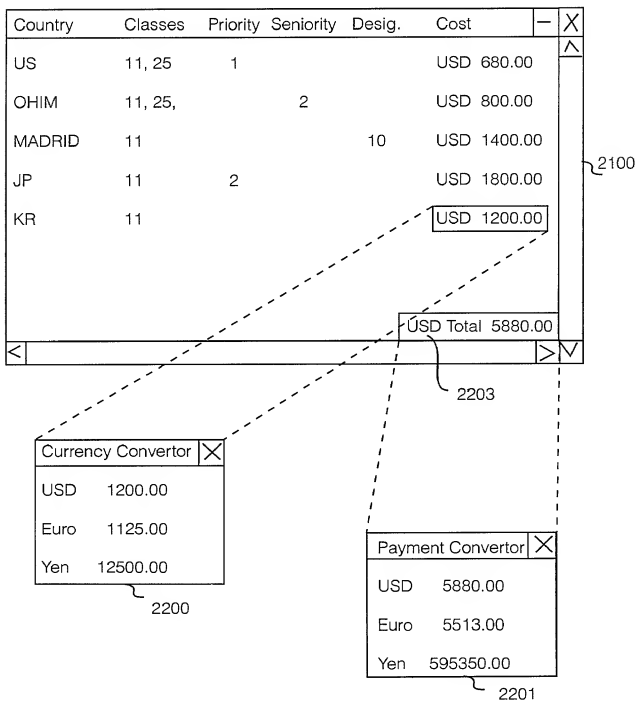 Country Classes Priority Seniority Desig. Cost
US 11, 25 1 USD 680.00
OHIM 11, 25, 2 USD 800.00
MADRID 11 10 USD 1400.00
2100
JP 11 2 USD 1800.00
KR 11 USD 1200.00
USD Total 5880.00
2203
Currency Convertor
USD 1200.00
Euro 1125.00
Yen 12500.00
2200
Payment Convertor
USD 5880.00
Euro 5513.00
Yen 595350.00
2201